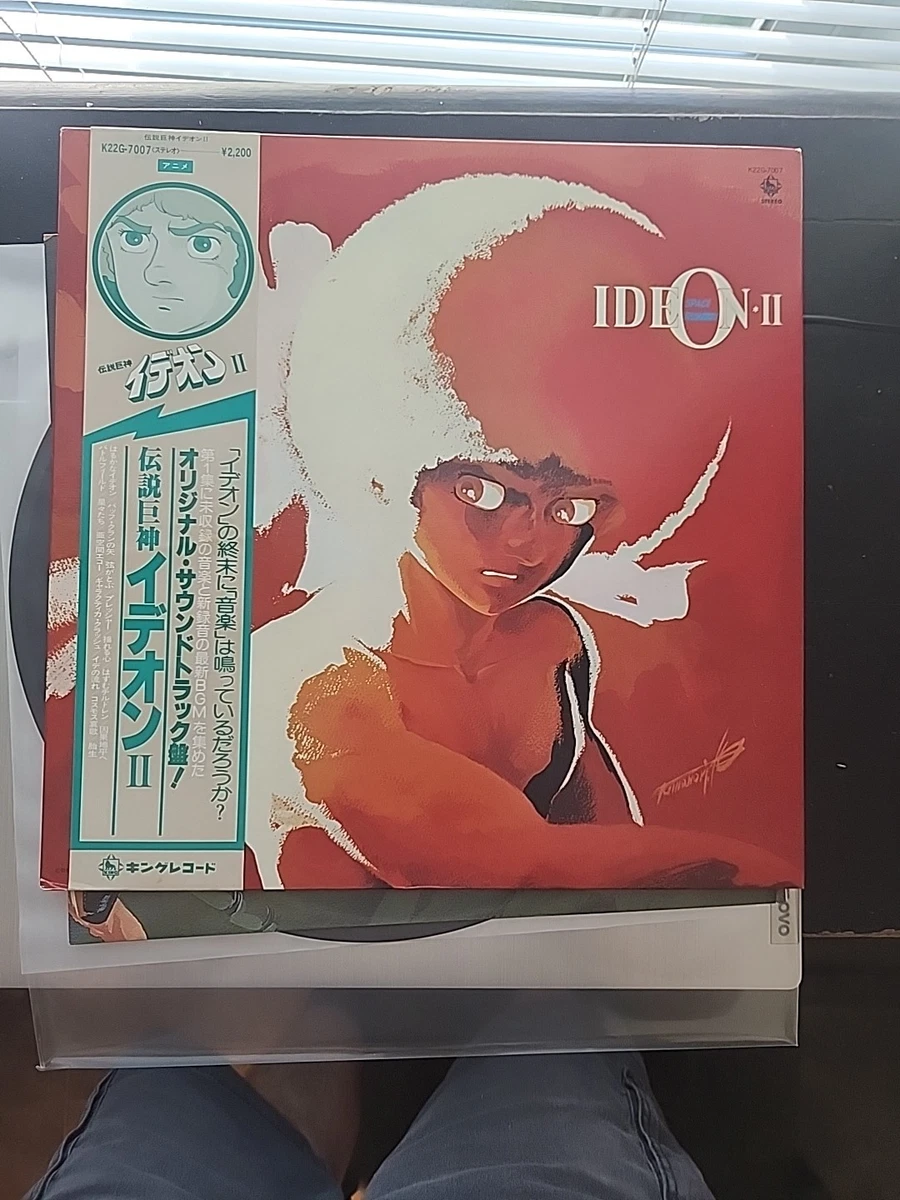 伝説巨神イデオンII
K22G-7007(ステレオ) ¥2,200
アニメ
伝説巨神
イデオン II
「イデオン」の終末に「音楽」は鳴っているだろうか?
第1集に未収録の音楽と新録音の最新BGMを集めた
オリジナル・サウンドトラック盤!
伝説巨神 イデオン II
キングレコード
K22G-7007
STEREO
IDEON・II
SPACE
OVO